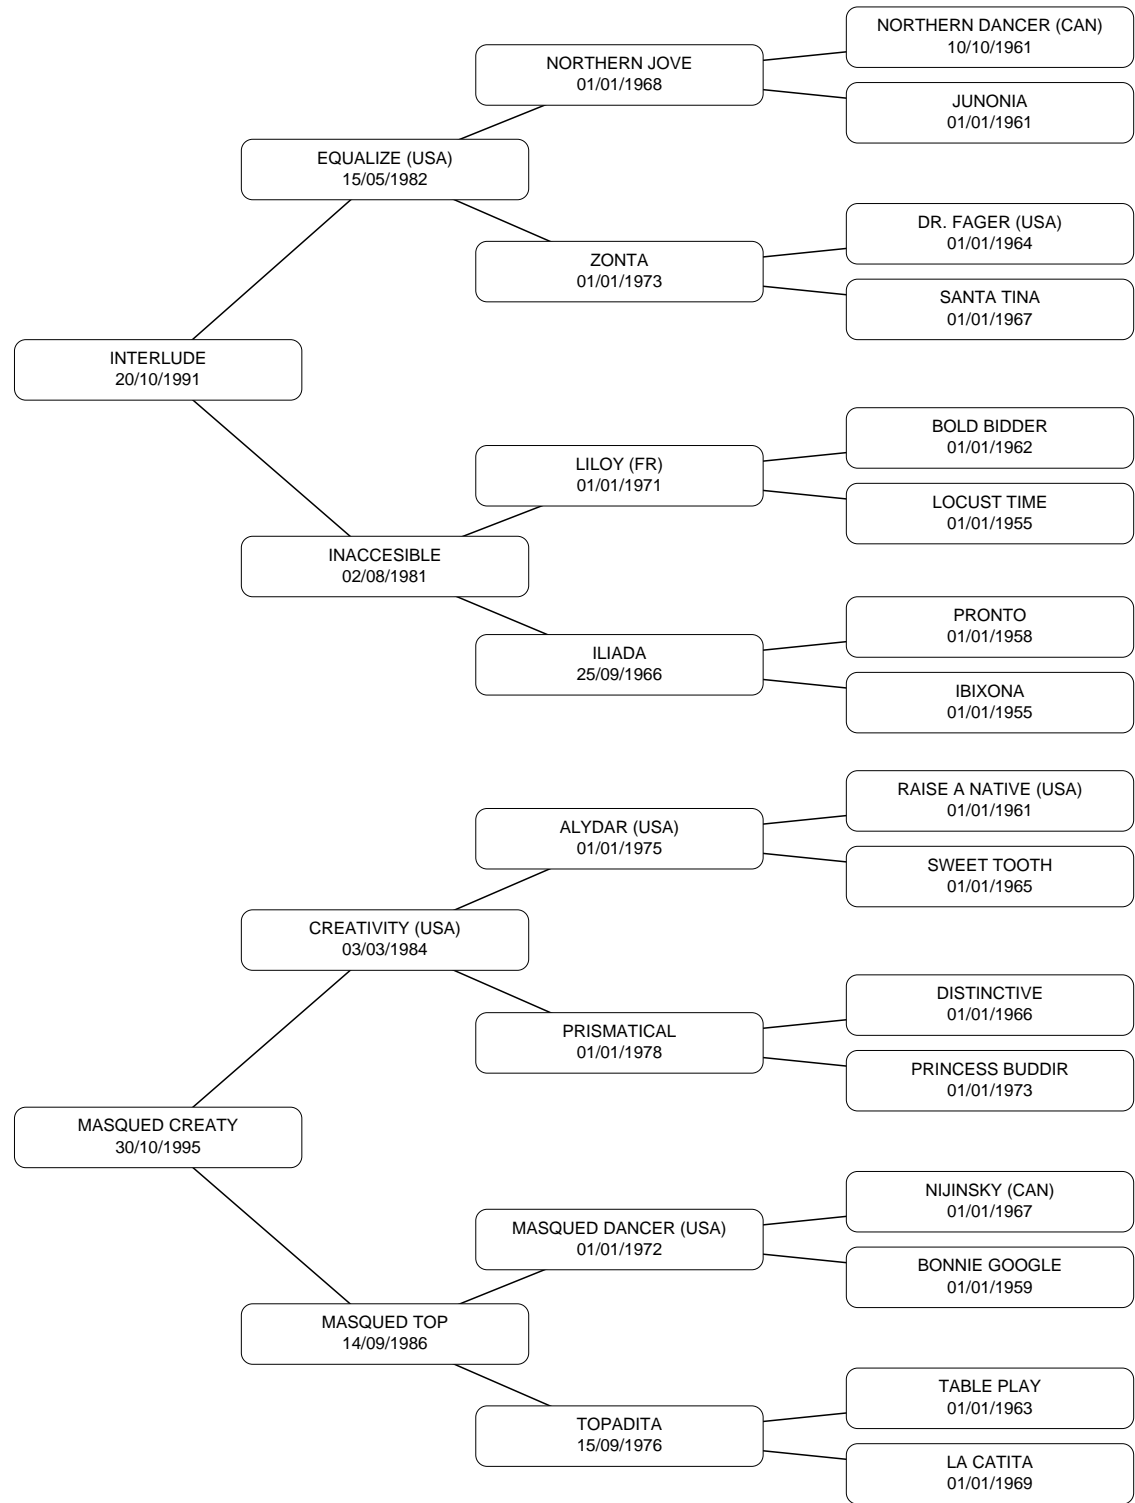 NORTHERN DANCER (CAN)
10/10/1961
NORTHERN JOVE
01/01/1968
JUNONIA
01/01/1961
EQUALIZE (USA)
15/05/1982
DR. FAGER (USA)
01/01/1964
ZONTA
01/01/1973
SANTA TINA
01/01/1967
INTERLUDE
20/10/1991
BOLD BIDDER
01/01/1962
LILOY (FR)
01/01/1971
LOCUST TIME
01/01/1955
INACCESIBLE
02/08/1981
PRONTO
01/01/1958
ILIADA
25/09/1966
IBIXONA
01/01/1955
RAISE A NATIVE (USA)
01/01/1961
ALYDAR (USA)
01/01/1975
SWEET TOOTH
01/01/1965
CREATIVITY (USA)
03/03/1984
DISTINCTIVE
01/01/1966
PRISMATICAL
01/01/1978
PRINCESS BUDDIR
01/01/1973
MASQUED CREATY
30/10/1995
NIJINSKY (CAN)
01/01/1967
MASQUED DANCER (USA)
01/01/1972
BONNIE GOOGLE
01/01/1959
MASQUED TOP
14/09/1986
TABLE PLAY
01/01/1963
TOPADITA
15/09/1976
LA CATITA
01/01/1969